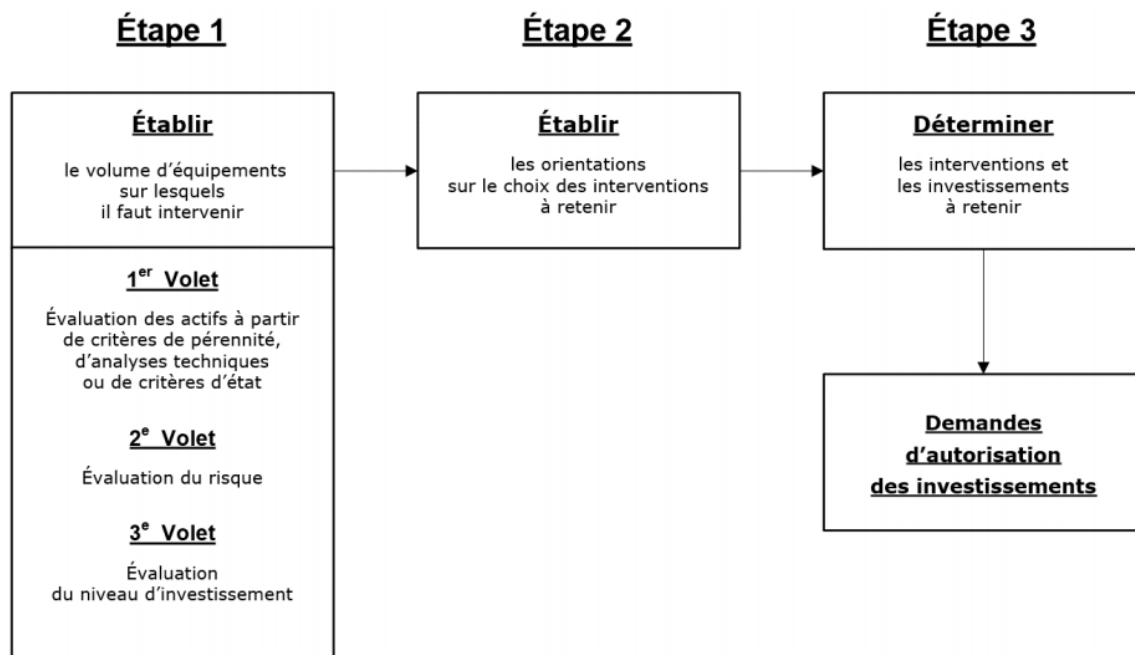 Étape 1
Étape 2
Étape 3
Établir
le volume d'équipements
sur lesquels
il faut intervenir
1er Volet
Évaluation des actifs à partir
de critères de pérennité,
d'analyses techniques
ou de critères d'état
2e Volet
Évaluation du risque
3e Volet
Évaluation
du niveau d'investissement
Établir
les orientations
sur le choix des interventions
à retenir
Déterminer
les interventions et
les investissements
à retenir
Demandes
d'autorisation
des investissements